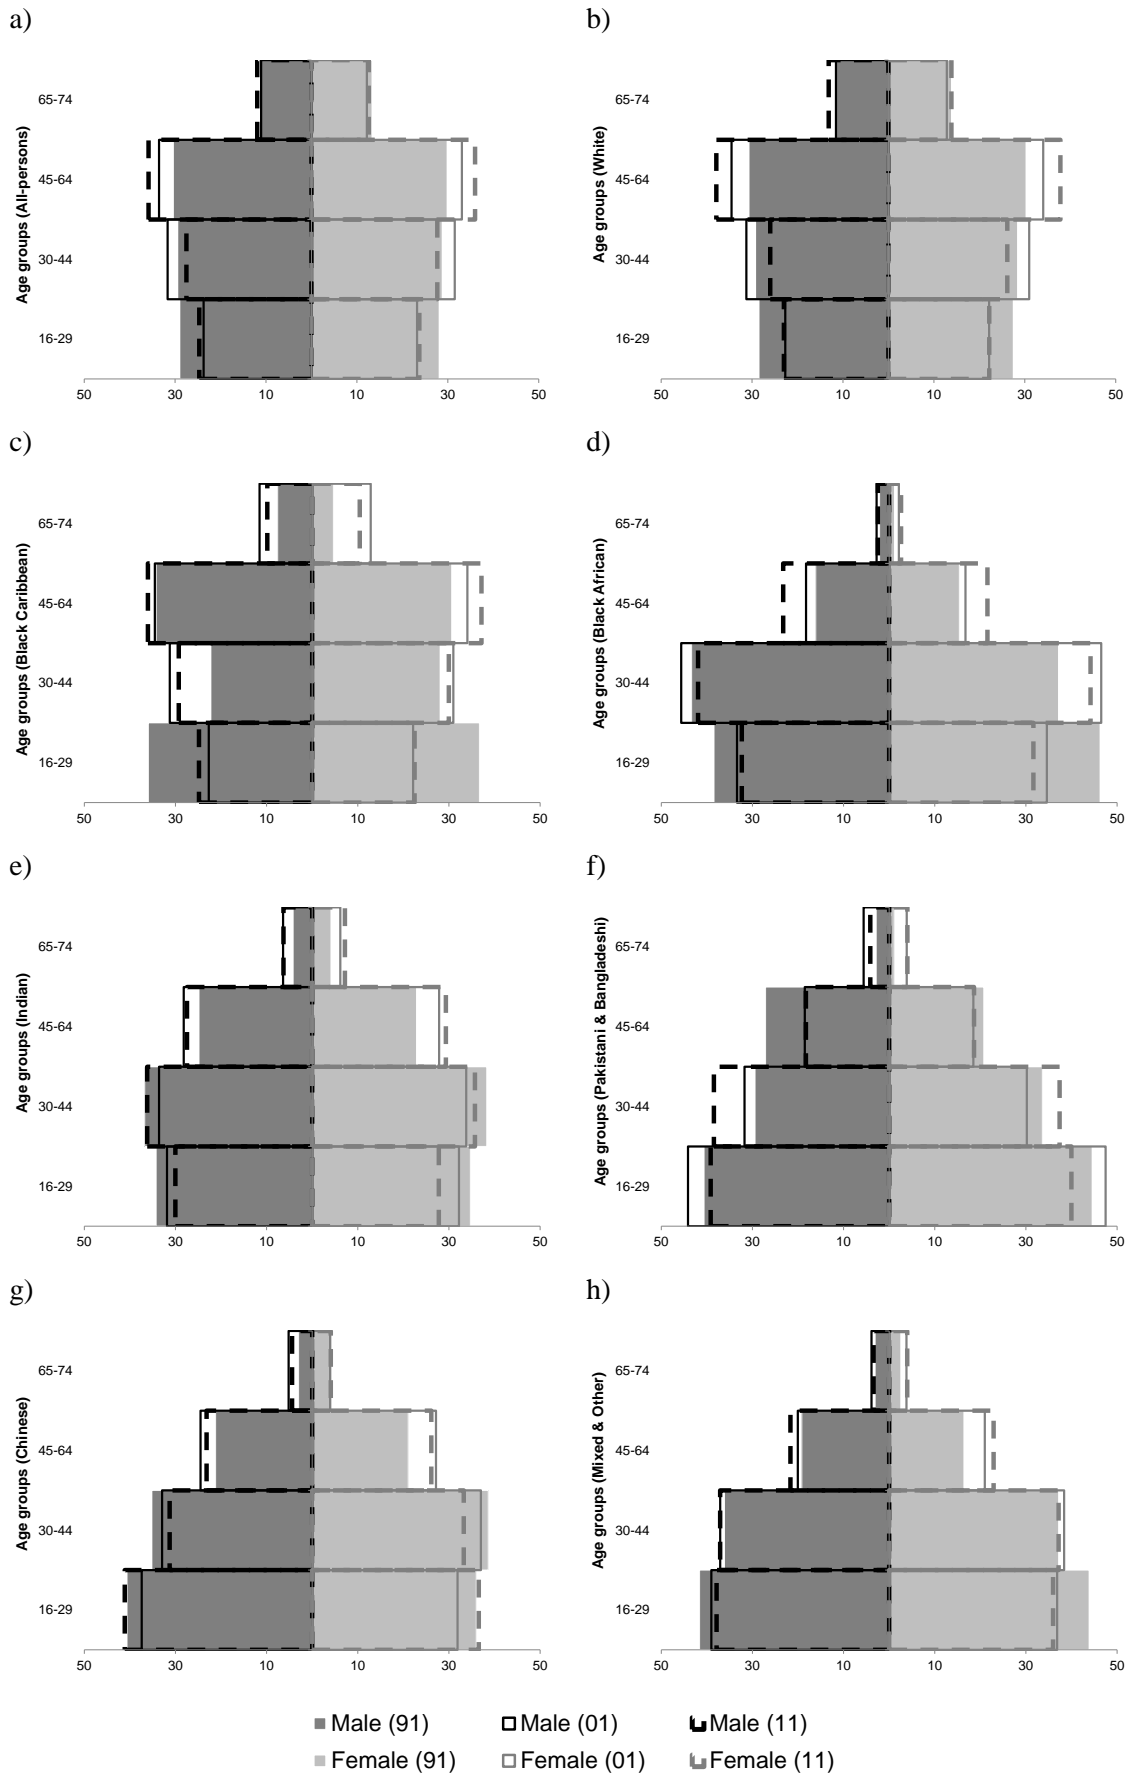 a)
Age groups (All-persons)
65-74
45-64
30-44
16-29
50 30 10 10 30 50
b)
Age groups (White)
65-74
45-64
30-44
16-29
50 30 10 10 30 50
c)
Age groups (Black Caribbean)
65-74
45-64
30-44
16-29
50 30 10 10 30 50
d)
Age groups (Black African)
65-74
45-64
30-44
16-29
50 30 10 10 30 50
e)
Age groups (Indian)
65-74
45-64
30-44
16-29
50 30 10 10 30 50
f)
Age groups (Pakistani & Bangladeshi)
65-74
45-64
30-44
16-29
50 30 10 10 30 50
g)
Age groups (Chinese)
65-74
45-64
30-44
16-29
50 30 10 10 30 50
h)
Age groups (Mixed & Other)
65-74
45-64
30-44
16-29
50 30 10 10 30 50
Male (91) Male (01) Male (11)
Female (91) Female (01) Female (11)